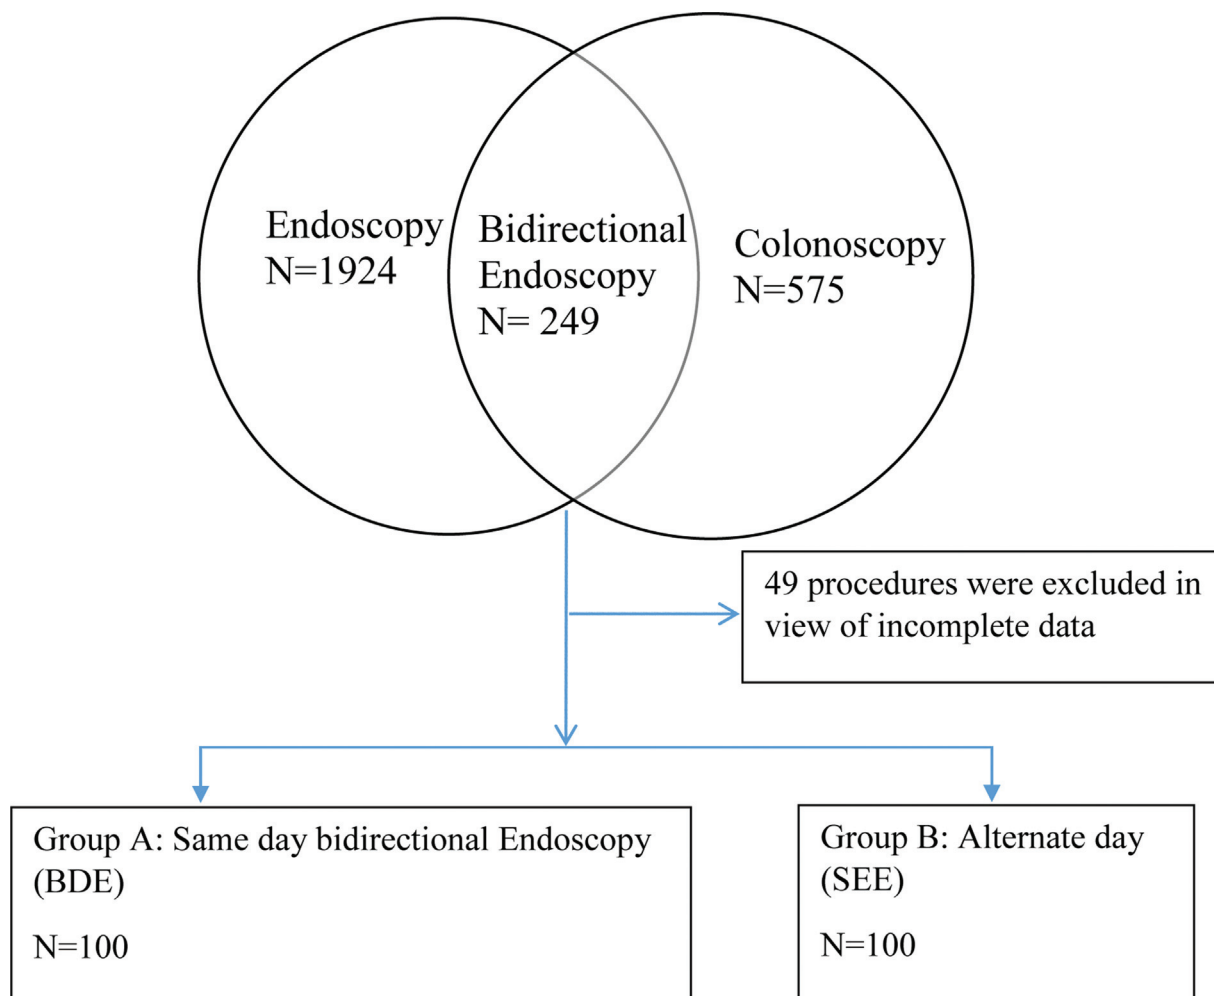 Endoscopy
N=1924
Bidirectional
Endoscopy
N= 249
Colonoscopy
N=575
49 procedures were excluded in
view of incomplete data
Group A: Same day bidirectional Endoscopy
(BDE)
N=100
Group B: Alternate day
(SEE)
N=100